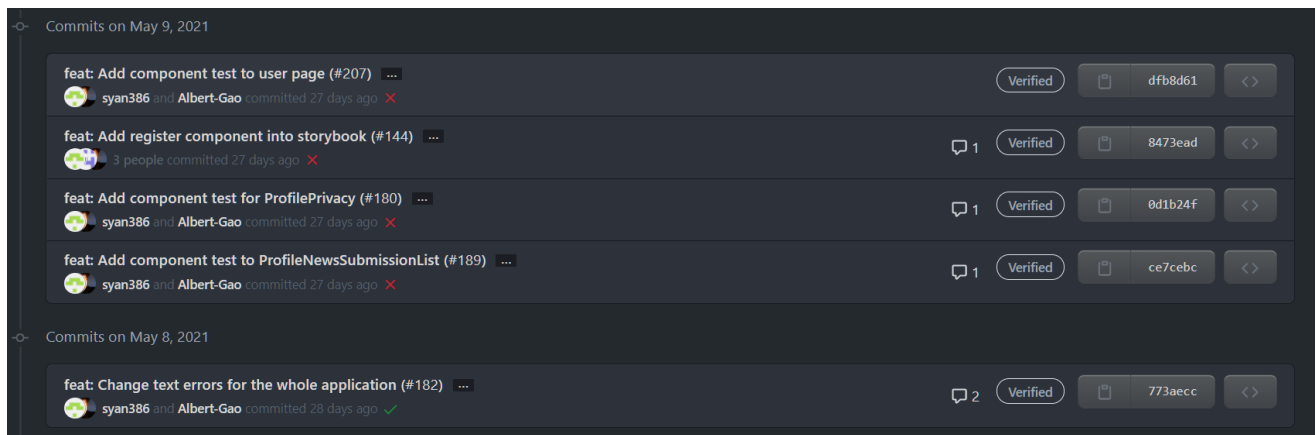 Commits on May 9, 2021
feat: Add component test to user page (#207) ...
Verified dfb8d61 <>
syan386 and Albert-Gao committed 27 days ago
feat: Add register component into storybook (#144) ...
1 Verified 8473ead <>
3 people committed 27 days ago
feat: Add component test for ProfilePrivacy (#180) ...
1 Verified 0d1b24f <>
syan386 and Albert-Gao committed 27 days ago
feat: Add component test to ProfileNewsSubmissionList (#189) ...
1 Verified ce7cebc <>
syan386 and Albert-Gao committed 27 days ago
Commits on May 8, 2021
feat: Change text errors for the whole application (#182) ...
2 Verified 773aecc <>
syan386 and Albert-Gao committed 28 days ago